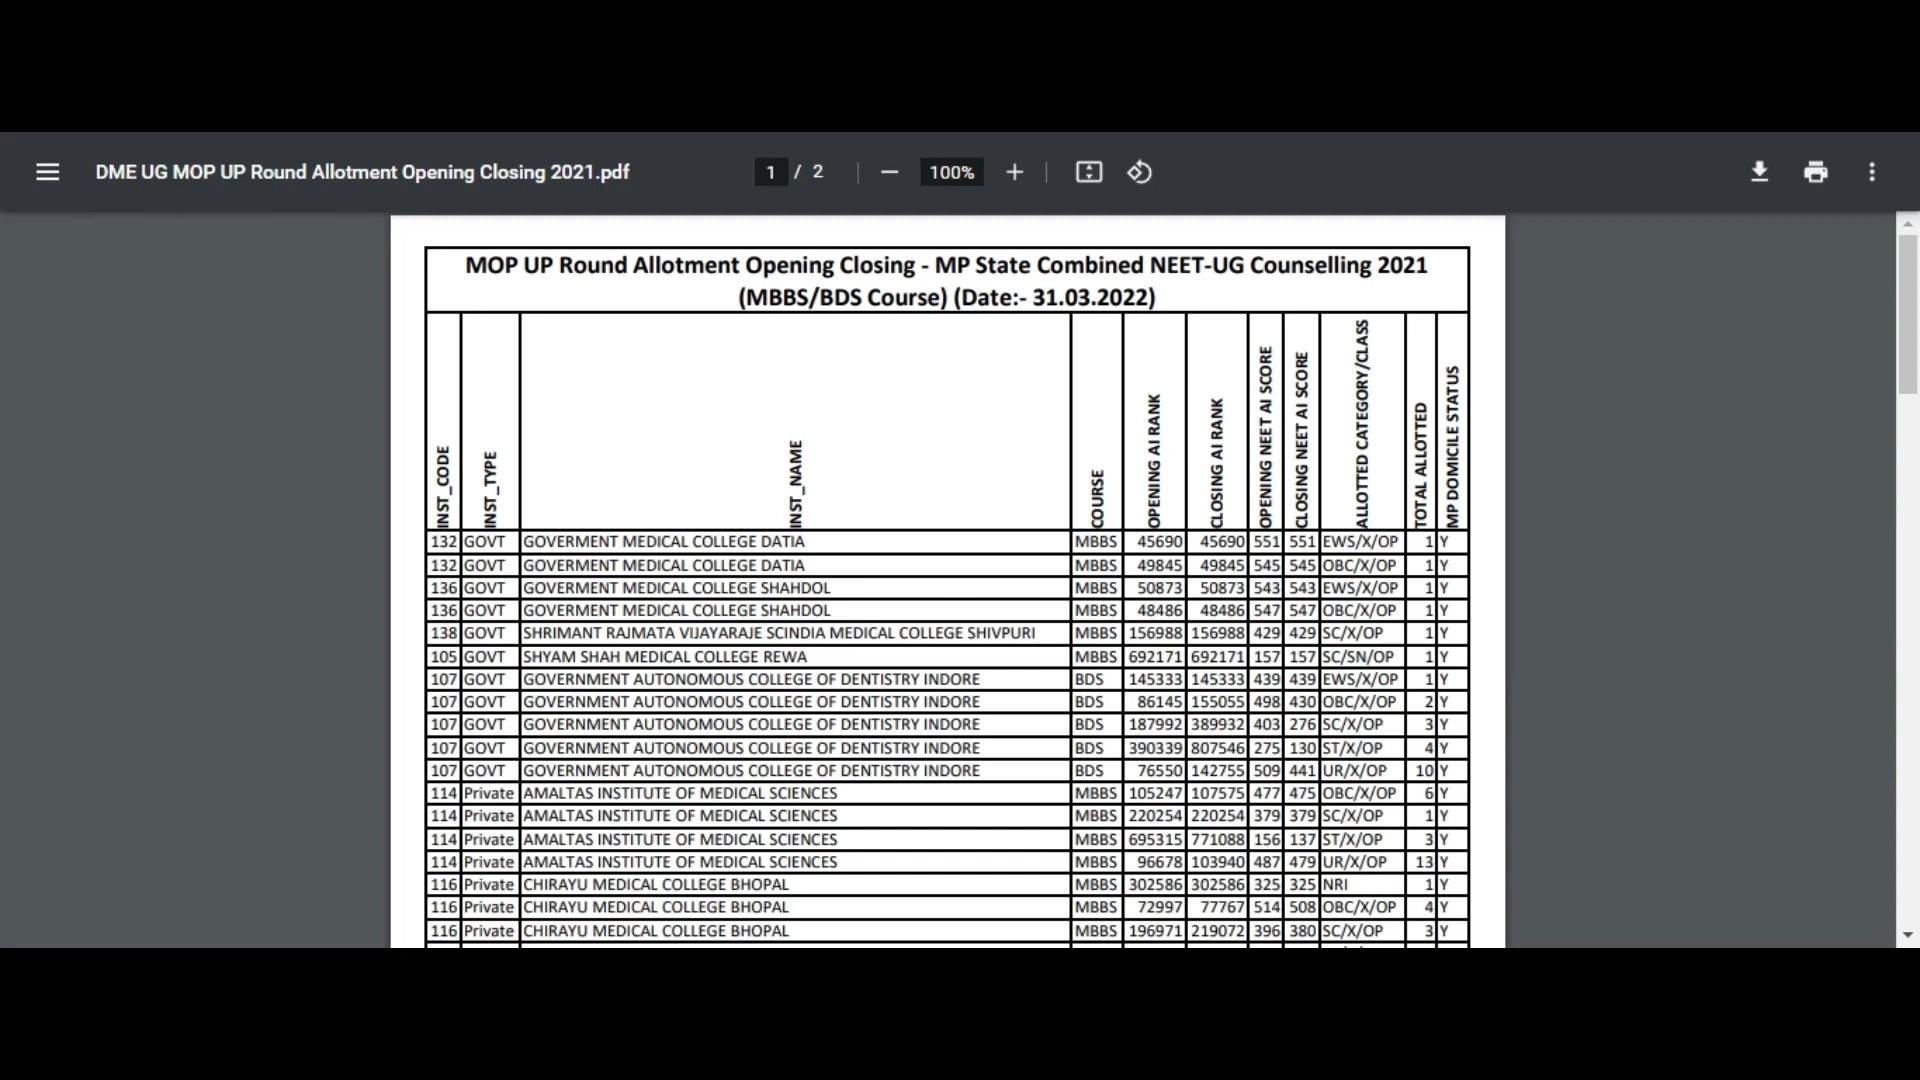 DME UG MOP UP Round Allotment Opening Closing 2021.pdf 1 / 2 100%
MOP UP Round Allotment Opening Closing - MP State Combined NEET-UG Counselling 2021
(MBBS/BDS Course) (Date:- 31.03.2022)
INST_CODE INST_TYPE INST_NAME COURSE OPENING AI RANK CLOSING AI RANK OPENING NEET AI SCORE CLOSING NEET AI SCORE ALLOTTED CATEGORY/CLASS TOTAL ALLOTTED MP DOMICILE STATUS
132 GOVT GOVERMENT MEDICAL COLLEGE DATIA MBBS 45690 45690 551 551 EWS/X/OP 1 Y
132 GOVT GOVERMENT MEDICAL COLLEGE DATIA MBBS 49845 49845 545 545 OBC/X/OP 1 Y
136 GOVT GOVERMENT MEDICAL COLLEGE SHAHDOL MBBS 50873 50873 543 543 EWS/X/OP 1 Y
136 GOVT GOVERMENT MEDICAL COLLEGE SHAHDOL MBBS 48486 48486 547 547 OBC/X/OP 1 Y
138 GOVT SHRIMANT RAJMATA VIJAYARAJE SCINDIA MEDICAL COLLEGE SHIVPURI MBBS 156988 156988 429 429 SC/X/OP 1 Y
105 GOVT SHYAM SHAH MEDICAL COLLEGE REWA MBBS 692171 692171 157 157 SC/SN/OP 1 Y
107 GOVT GOVERNMENT AUTONOMOUS COLLEGE OF DENTISTRY INDORE BDS 145333 145333 439 439 EWS/X/OP 1 Y
107 GOVT GOVERNMENT AUTONOMOUS COLLEGE OF DENTISTRY INDORE BDS 86145 155055 498 430 OBC/X/OP 2 Y
107 GOVT GOVERNMENT AUTONOMOUS COLLEGE OF DENTISTRY INDORE BDS 187992 389932 403 276 SC/X/OP 3 Y
107 GOVT GOVERNMENT AUTONOMOUS COLLEGE OF DENTISTRY INDORE BDS 390339 807546 275 130 ST/X/OP 4 Y
107 GOVT GOVERNMENT AUTONOMOUS COLLEGE OF DENTISTRY INDORE BDS 76550 142755 509 441 UR/X/OP 10 Y
114 Private AMALTAS INSTITUTE OF MEDICAL SCIENCES MBBS 105247 107575 477 475 OBC/X/OP 6 Y
114 Private AMALTAS INSTITUTE OF MEDICAL SCIENCES MBBS 220254 220254 379 379 SC/X/OP 1 Y
114 Private AMALTAS INSTITUTE OF MEDICAL SCIENCES MBBS 695315 771088 156 137 ST/X/OP 3 Y
114 Private AMALTAS INSTITUTE OF MEDICAL SCIENCES MBBS 96678 103940 487 479 UR/X/OP 13 Y
116 Private CHIRAYU MEDICAL COLLEGE BHOPAL MBBS 302586 302586 325 325 NRI 1 Y
116 Private CHIRAYU MEDICAL COLLEGE BHOPAL MBBS 72997 77767 514 508 OBC/X/OP 4 Y
116 Private CHIRAYU MEDICAL COLLEGE BHOPAL MBBS 196971 219072 396 380 SC/X/OP 3 Y